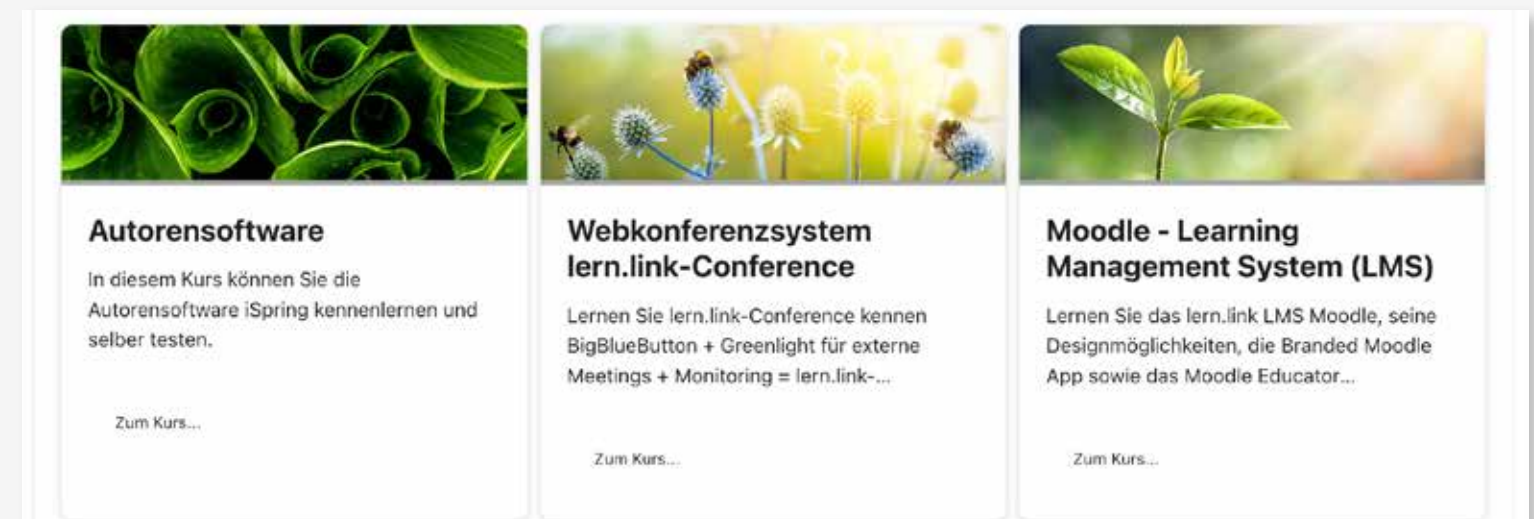 Autorensoftware
In diesem Kurs können Sie die
Autorensoftware iSpring kennenlernen und
selber testen.
Zum Kurs...
Webkonferenzsystem
lern.link-Conference
Lernen Sie lern.link-Conference kennen
BigBlueButton + Greenlight für externe
Meetings + Monitoring = lern.link-...
Zum Kurs...
Moodle - Learning
Management System (LMS)
Lernen Sie das lern.link LMS Moodle, seine
Designmöglichkeiten, die Branded Moodle
App sowie das Moodle Educator...
Zum Kurs...